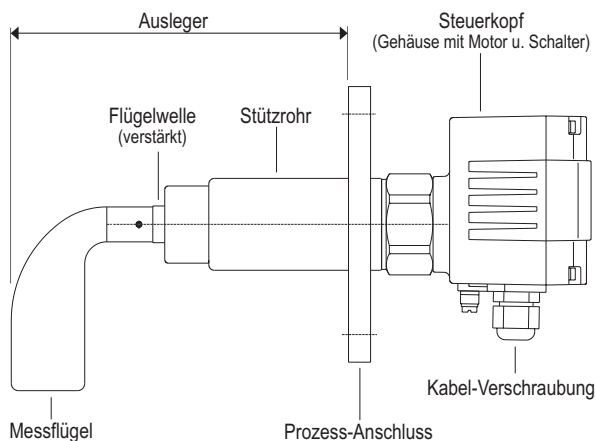 Ausleger
Steuerkopf
(Gehäuse mit Motor u. Schalter)
Flügelwelle
(verstärkt)
Stützrohr
Kabel-Verschraubung
Messflügel
Prozess-Anschluss